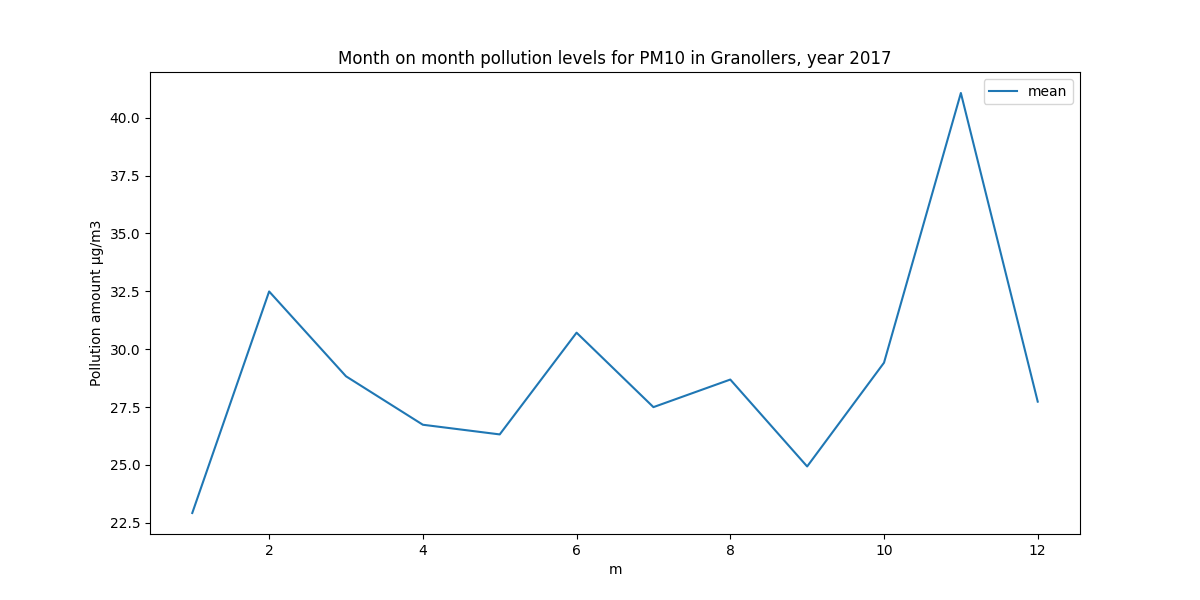 Month on month pollution levels for PM10 in Granollers, year 2017
mean
40.0
37.5
35.0
32.5
30.0
27.5
25.0
22.5
Pollution amount µg/m3
2 4 6 8 10 12
m